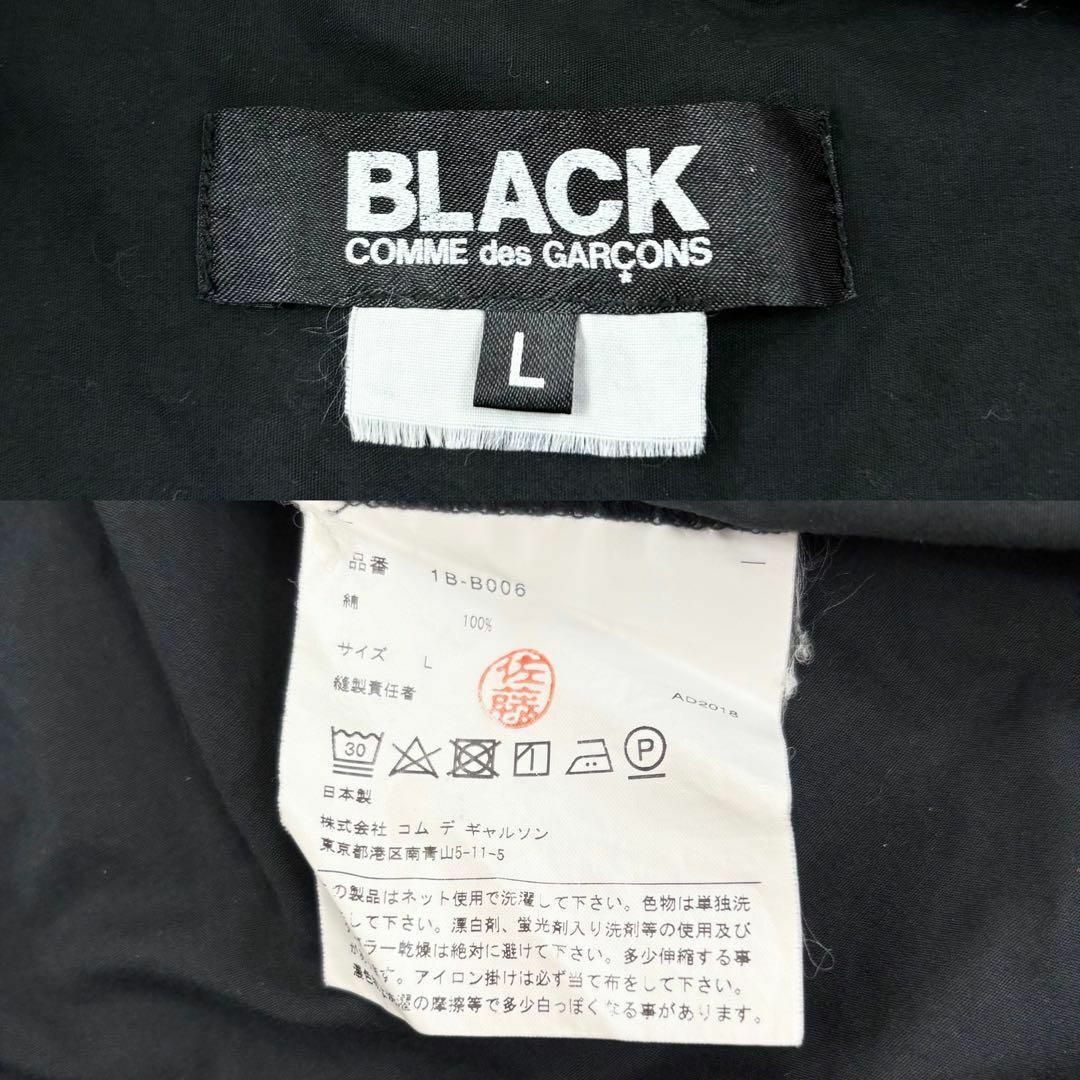 BLACK
COMME des GARÇONS
L
品番 1B-B006
綿 100%
サイズ L
縫製責任者 佐藤 AD2018
30 P
日本製
株式会社 コム デ ギャルソン
東京都港区南青山5-11-5
の製品はネット使用で洗濯して下さい。色物は単独洗
して下さい。漂白剤、蛍光剤入り洗剤等の使用及び
ラー乾燥は絶対に避けて下さい。多少伸縮する事
が ます。アイロン掛けは必ず当て布をして下さい。
濯の摩擦等で多少白っぽくなる事があります。